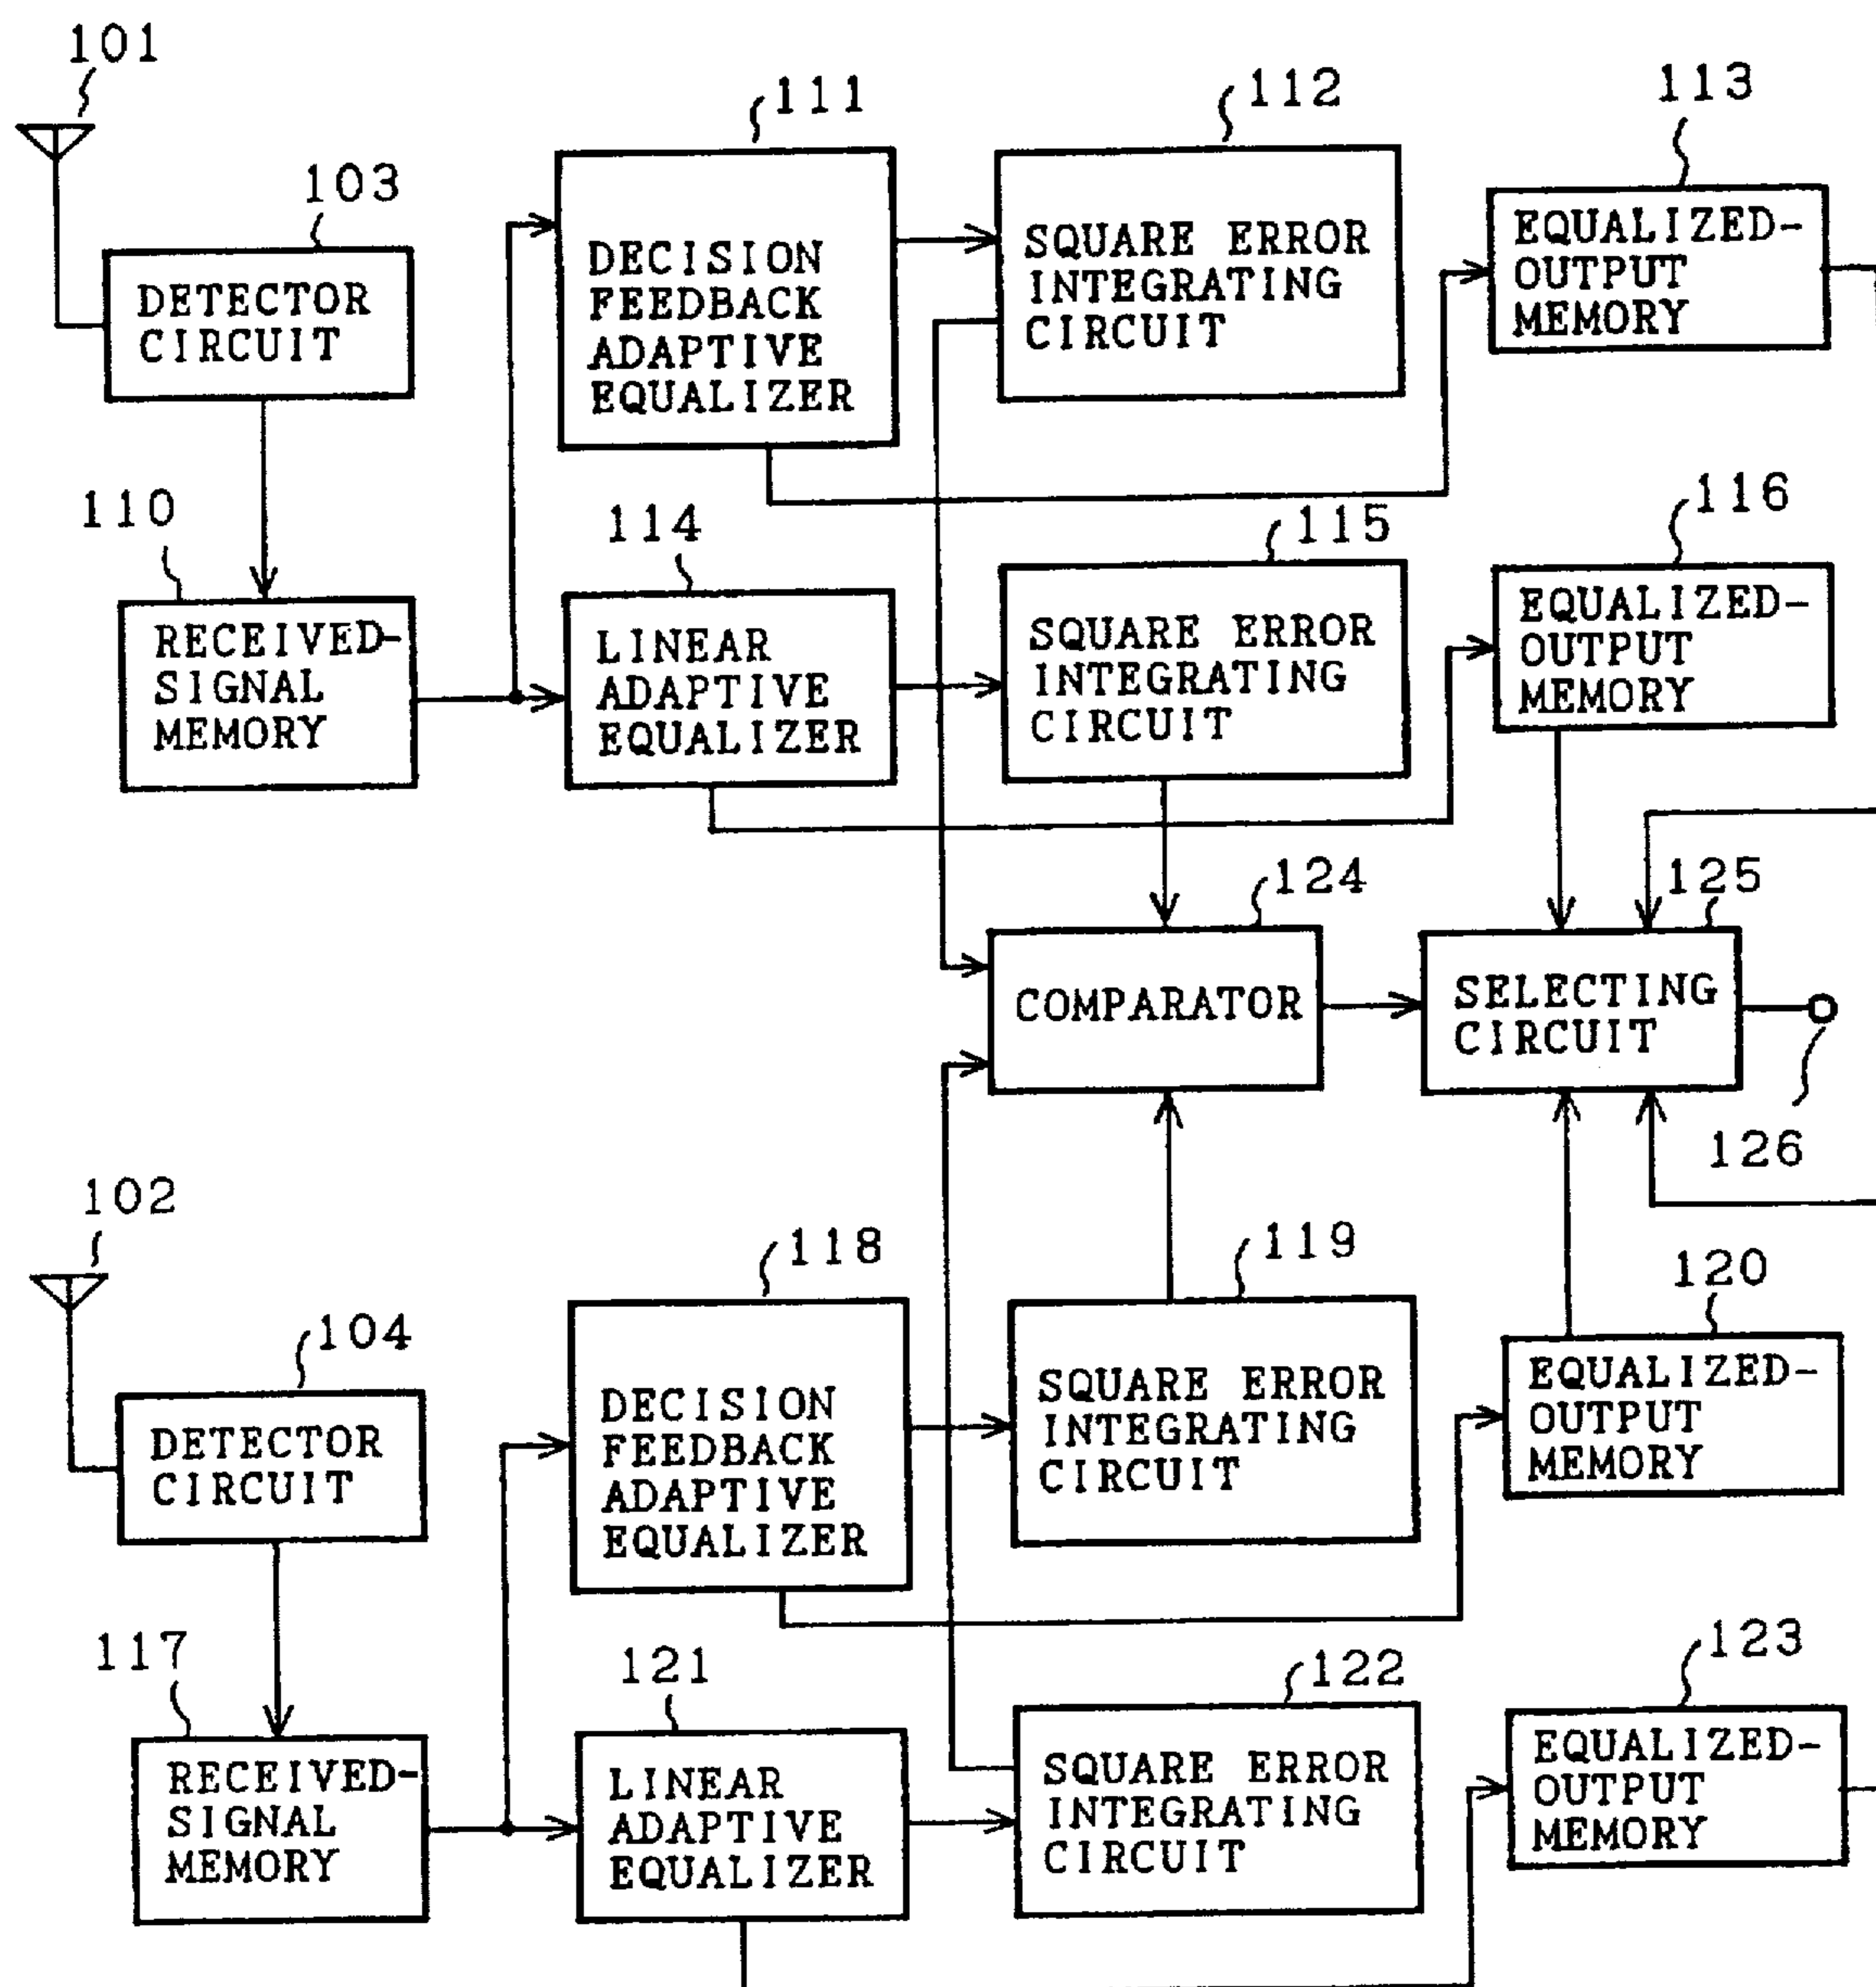 101
111
112
113
103
DETECTOR
CIRCUIT
DECISION
FEEDBACK
ADAPTIVE
EQUALIZER
SQUARE ERROR
INTEGRATING
CIRCUIT
EQUALIZED-
OUTPUT
MEMORY
110
114
115
116
RECEIVED-
SIGNAL
MEMORY
LINEAR
ADAPTIVE
EQUALIZER
SQUARE ERROR
INTEGRATING
CIRCUIT
EQUALIZED-
OUTPUT
MEMORY
124
125
COMPARATOR
SELECTING
CIRCUIT
126
102
118
119
120
104
DETECTOR
CIRCUIT
DECISION
FEEDBACK
ADAPTIVE
EQUALIZER
SQUARE ERROR
INTEGRATING
CIRCUIT
EQUALIZED-
OUTPUT
MEMORY
117
121
122
123
RECEIVED-
SIGNAL
MEMORY
LINEAR
ADAPTIVE
EQUALIZER
SQUARE ERROR
INTEGRATING
CIRCUIT
EQUALIZED-
OUTPUT
MEMORY